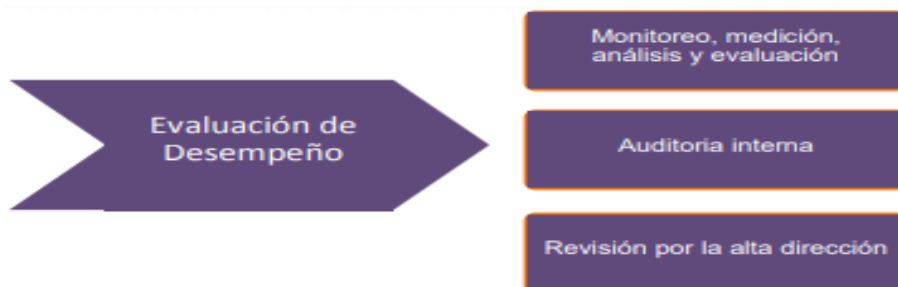 Evaluación de
Desempeño
Monitoreo, medición,
análisis y evaluación
Auditoria interna
Revisión por la alta dirección